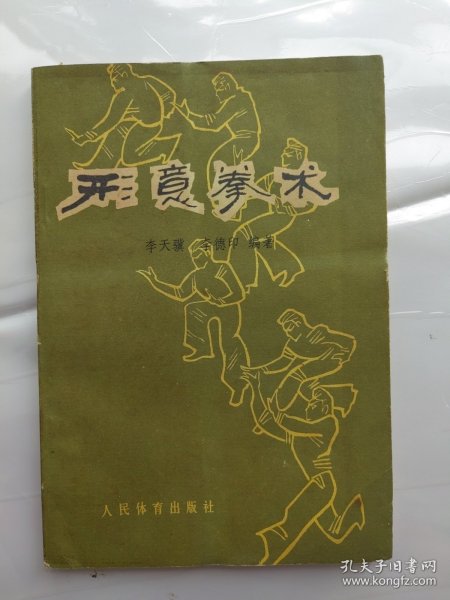 形意拳术
李天骥 李德印 编著
人民体育出版社
孔夫子旧书网
www.kongfz.com